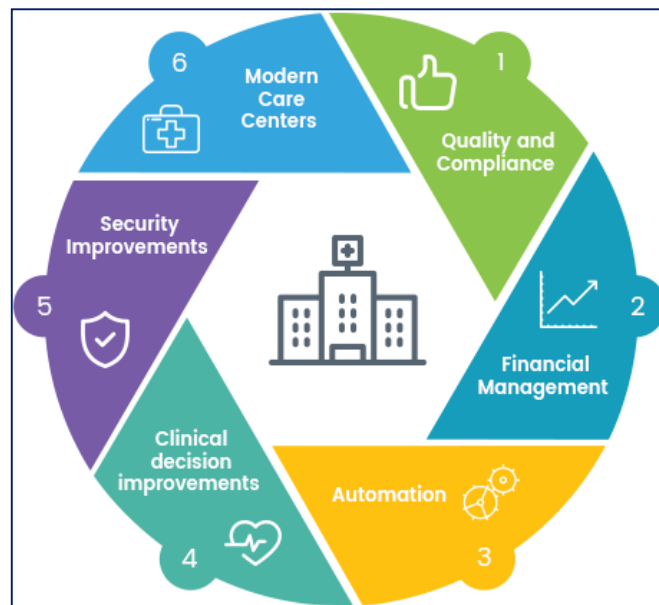 1
Quality and
Compliance
2
Financial
Management
3
Automation
4
Clinical
decision
improvements
5
Security
Improvements
6
Modern
Care
Centers